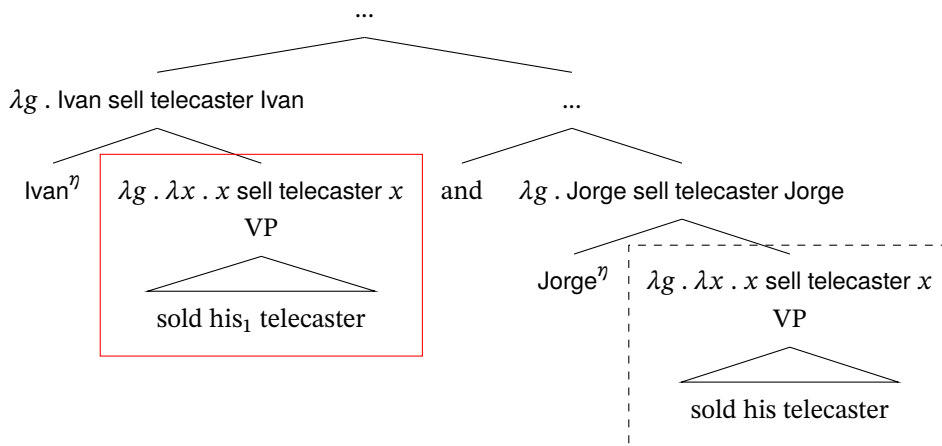 ...
λg . Ivan sell telecaster Ivan
...
Ivan^η
λg . λx . x sell telecaster x
and
λg . Jorge sell telecaster Jorge
VP
Jorge^η
λg . λx . x sell telecaster x
sold his₁ telecaster
VP
sold his telecaster